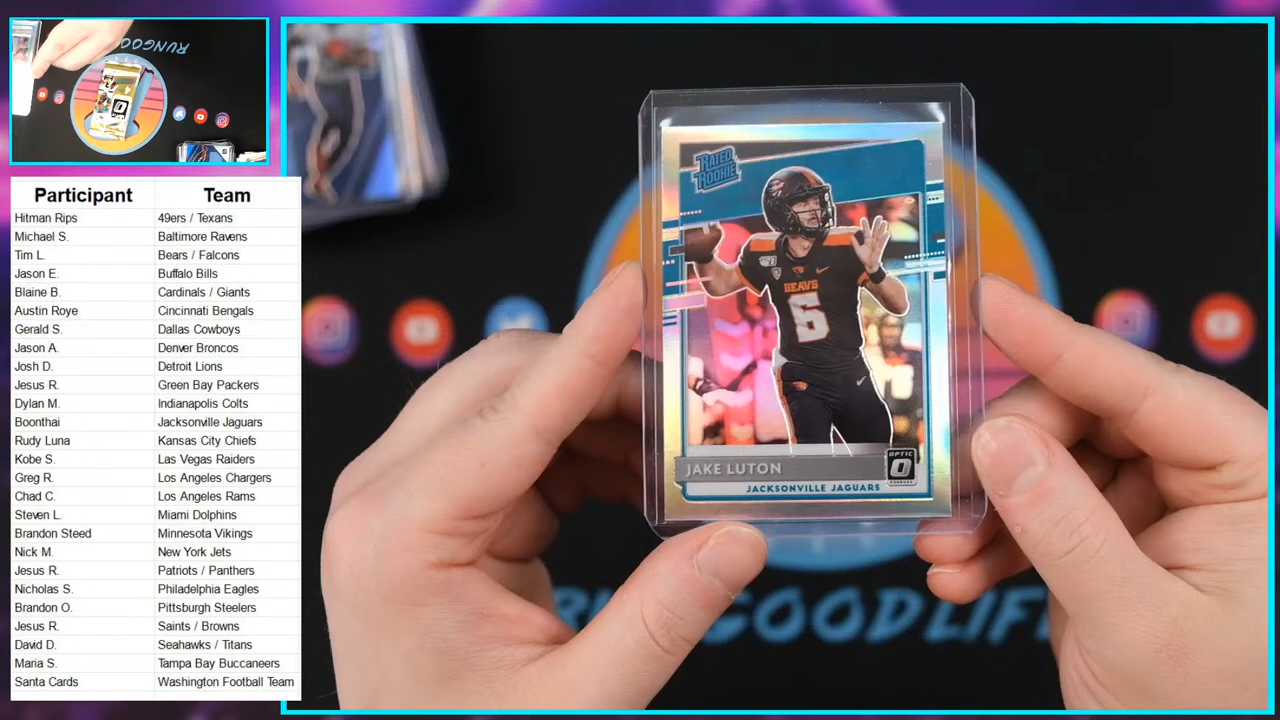 RUNGOODLIFE
Participant Team
Hitman Rips 49ers / Texans
Michael S. Baltimore Ravens
Tim L. Bears / Falcons
Jason E. Buffalo Bills
Blaine B. Cardinals / Giants
Austin Roye Cincinnati Bengals
Gerald S. Dallas Cowboys
Jason A. Denver Broncos
Josh D. Detroit Lions
Jesus R. Green Bay Packers
Dylan M. Indianapolis Colts
Boonthai Jacksonville Jaguars
Rudy Luna Kansas City Chiefs
Kobe S. Las Vegas Raiders
Greg R. Los Angeles Chargers
Chad C. Los Angeles Rams
Steven L. Miami Dolphins
Brandon Steed Minnesota Vikings
Nick M. New York Jets
Jesus R. Patriots / Panthers
Nicholas S. Philadelphia Eagles
Brandon O. Pittsburgh Steelers
Jesus R. Saints / Browns
David D. Seahawks / Titans
Maria S. Tampa Bay Buccaneers
Santa Cards Washington Football Team
RATED
ROOKIE
BEAVS
6
OPTIC
JAKE LUTON
JACKSONVILLE JAGUARS
RUNGOODLIFE